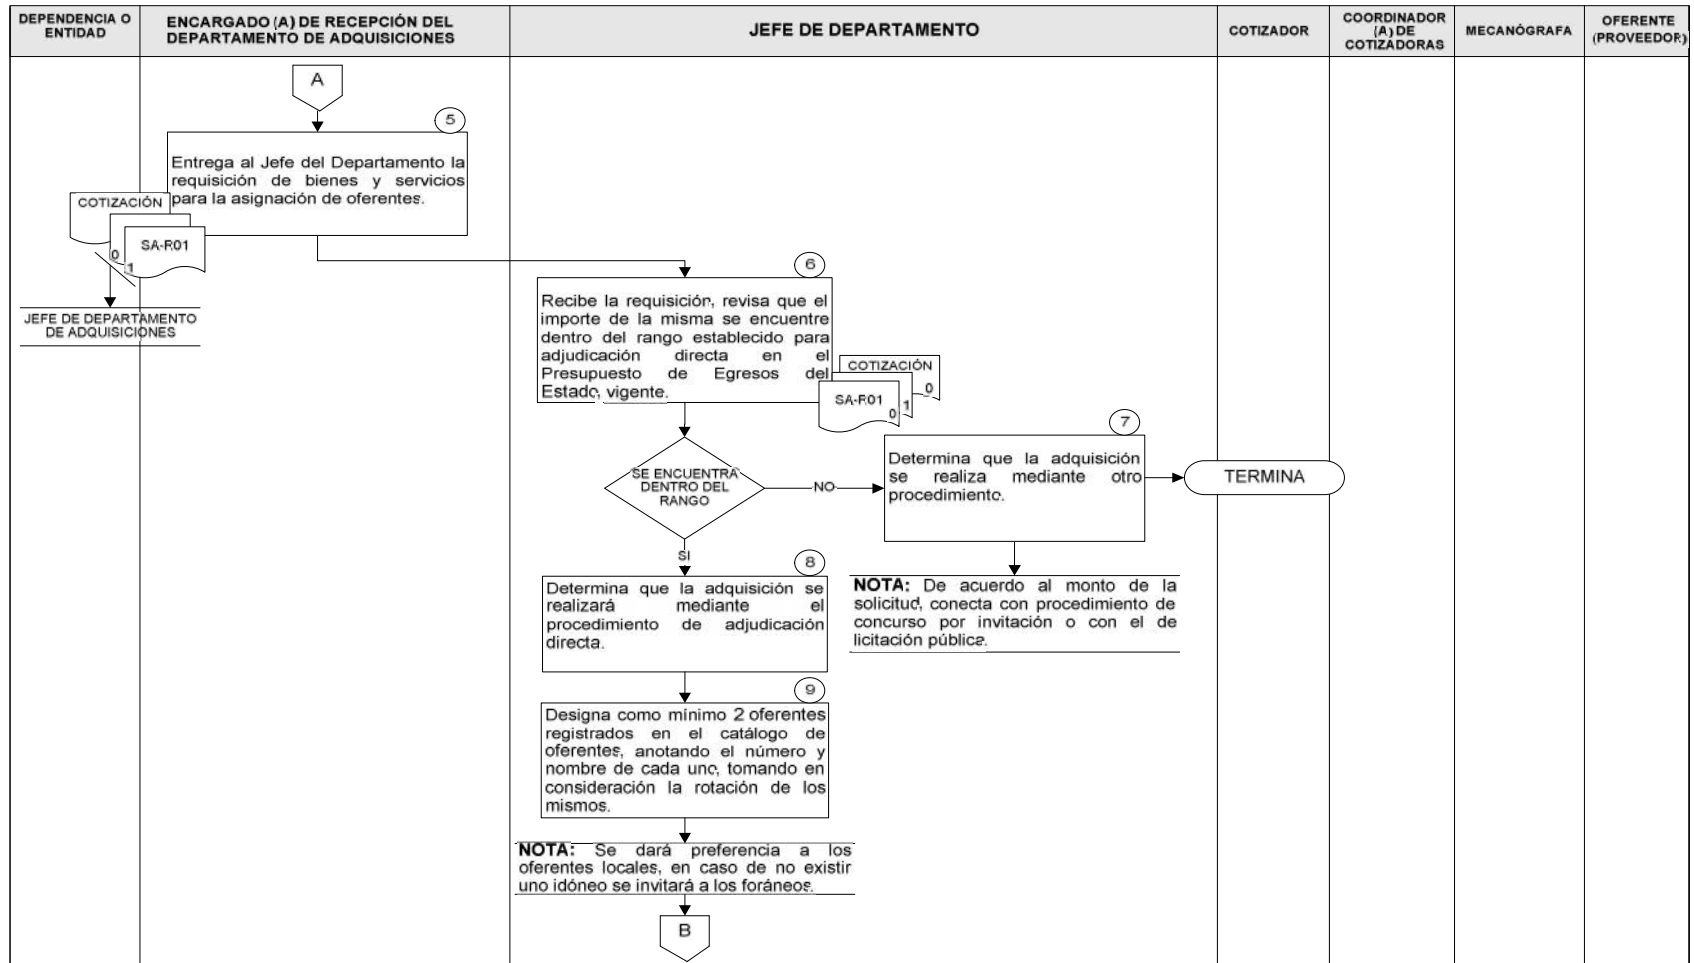 DEPENDENCIA O
ENTIDAD
ENCARGADO (A) DE RECEPCIÓN DEL
DEPARTAMENTO DE ADQUISICIONES
JEFE DE DEPARTAMENTO
COTIZADOR
COORDINADOR
(A) DE
COTIZADORAS
MECANÓGRAFA
OFERENTE
(PROVEEDOR)
A
5
Entrega al Jefe del Departamento la
requisición de bienes y servicios
para la asignación de oferentes.
COTIZACIÓN
0
SA-R01
1
JEFE DE DEPARTAMENTO
DE ADQUISICIONES
6
Recibe la requisición, revisa que el
importe de la misma se encuentre
dentro del rango establecido para
adjudicación directa en el
Presupuesto de Egresos del
Estado, vigente.
COTIZACIÓN
0
SA-R01
1
0
SE ENCUENTRA
DENTRO DEL
RANGO
NO
7
Determina que la adquisición
se realiza mediante otro
procedimiento.
TERMINA
NOTA: De acuerdo al monto de la
solicitud, conecta con procedimiento de
concurso por invitación o con el de
licitación pública.
SI
8
Determina que la adquisición se
realizará mediante el
procedimiento de adjudicación
directa.
9
Designa como mínimo 2 oferentes
registrados en el catálogo de
oferentes, anotando el número y
nombre de cada uno, tomando en
consideración la rotación de los
mismos.
NOTA: Se dará preferencia a los
oferentes locales, en caso de no existir
uno idóneo se invitará a los foráneos.
B